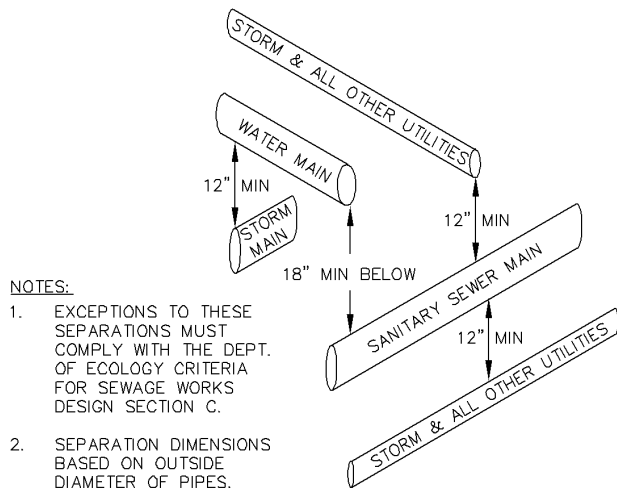 STORM & ALL OTHER UTILITIES
WATER MAIN
12" MIN
STORM
MAIN
12" MIN
18" MIN BELOW
SANITARY SEWER MAIN
12" MIN
STORM & ALL OTHER UTILITIES
NOTES:
1. EXCEPTIONS TO THESE
SEPARATIONS MUST
COMPLY WITH THE DEPT.
OF ECOLOGY CRITERIA
FOR SEWAGE WORKS
DESIGN SECTION C.
2. SEPARATION DIMENSIONS
BASED ON OUTSIDE
DIAMETER OF PIPES.